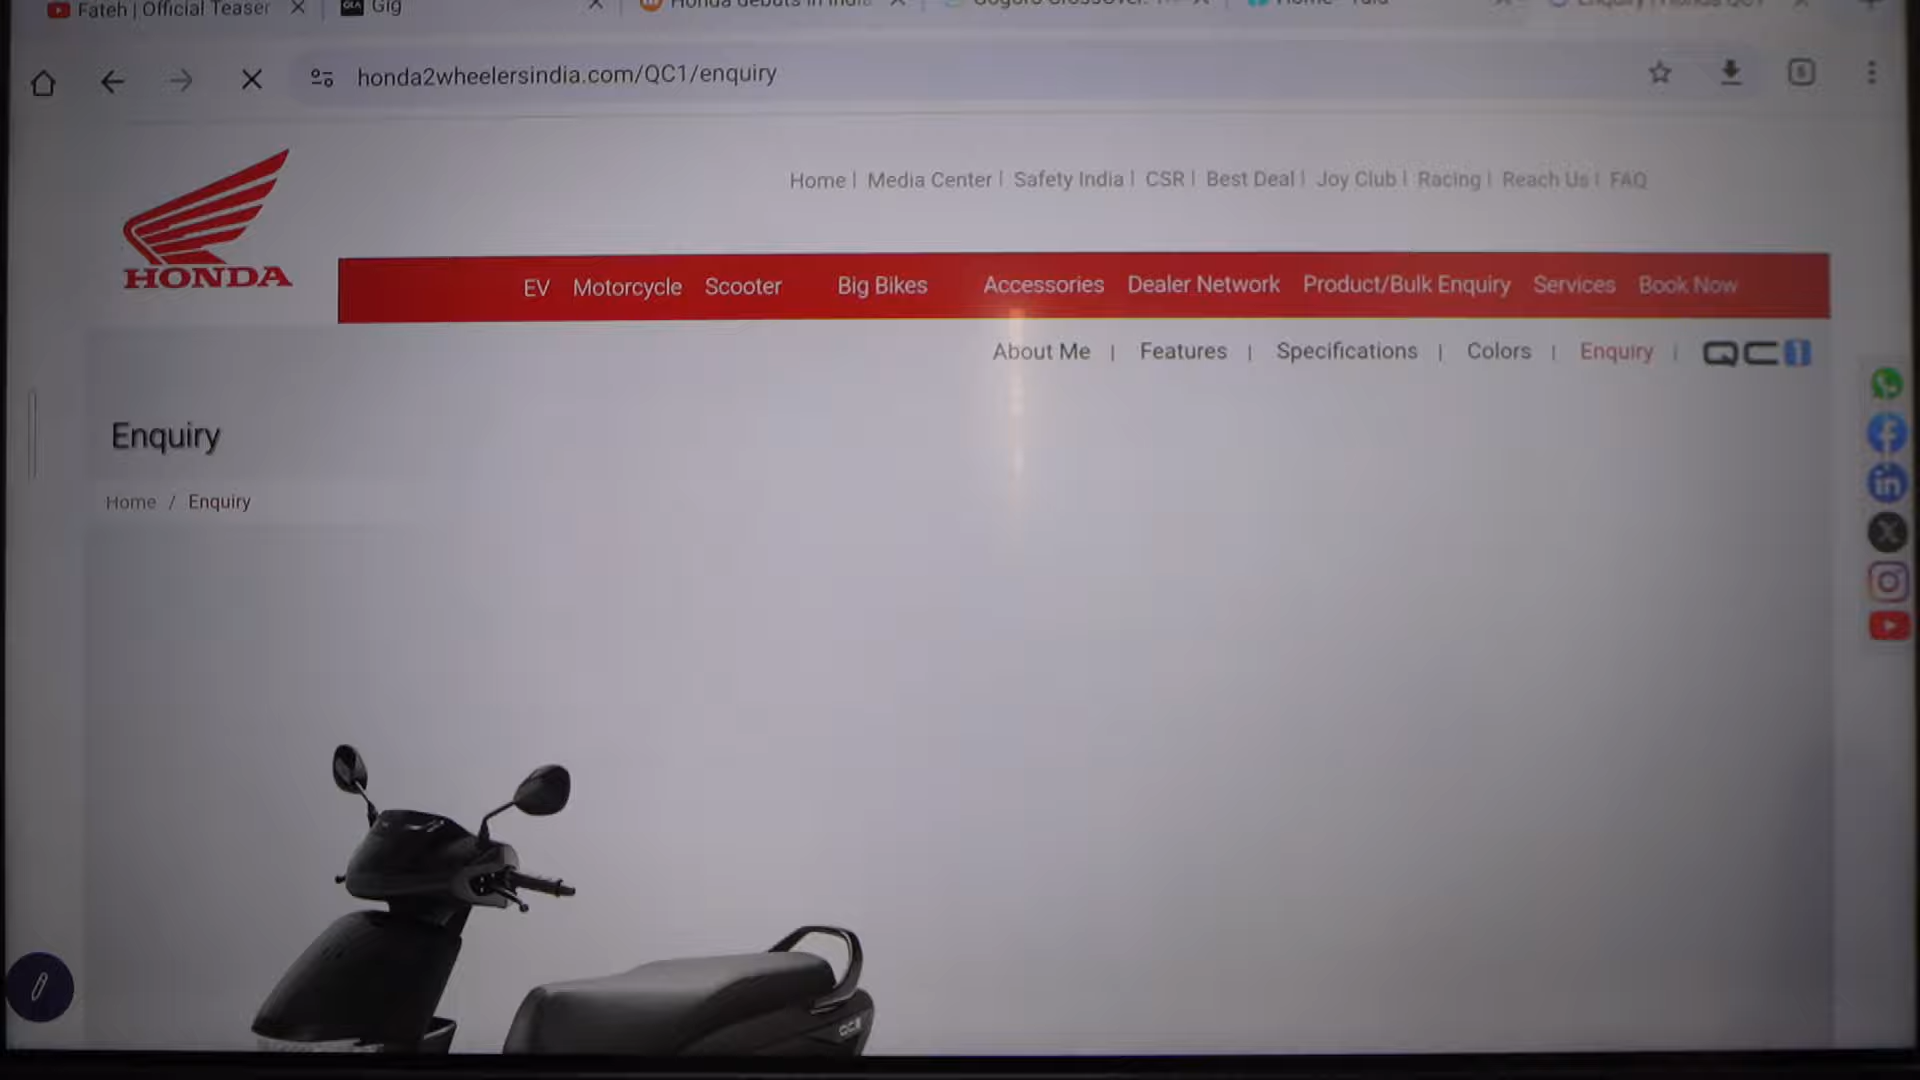 Fateh | Official Teaser
Gig
honda2wheelersindia.com/QC1/enquiry
HONDA
Home | Media Center | Safety India | CSR | Best Deal | Joy Club | Racing | Reach Us | FAQ
EV Motorcycle Scooter Big Bikes Accessories Dealer Network Product/Bulk Enquiry Services Book Now
About Me | Features | Specifications | Colors | Enquiry | QC1
Enquiry
Home / Enquiry